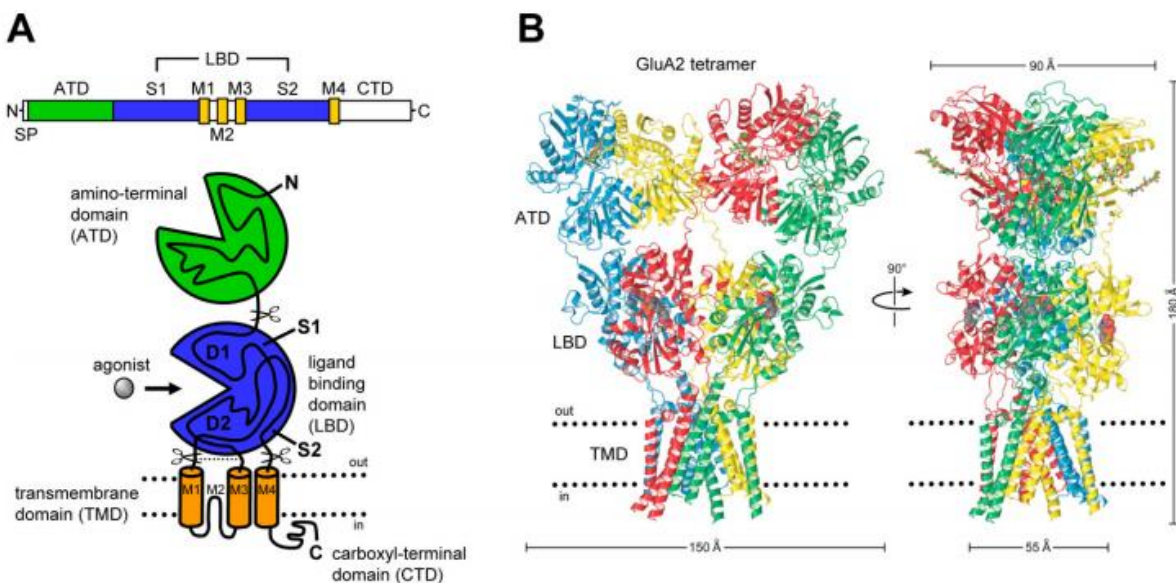 A
LBD
ATD S1 M1 M3 S2 M4 CTD
N C
SP M2
amino-terminal
domain
(ATD)
N
S1
D1
agonist
ligand
binding
domain
(LBD)
D2
S2
out
transmembrane
domain (TMD)
M1 M2 M3 M4
in
C carboxyl-terminal
domain (CTD)
B
GluA2 tetramer
90 Å
ATD
90°
180 Å
LBD
out
TMD
in
150 Å
55 Å